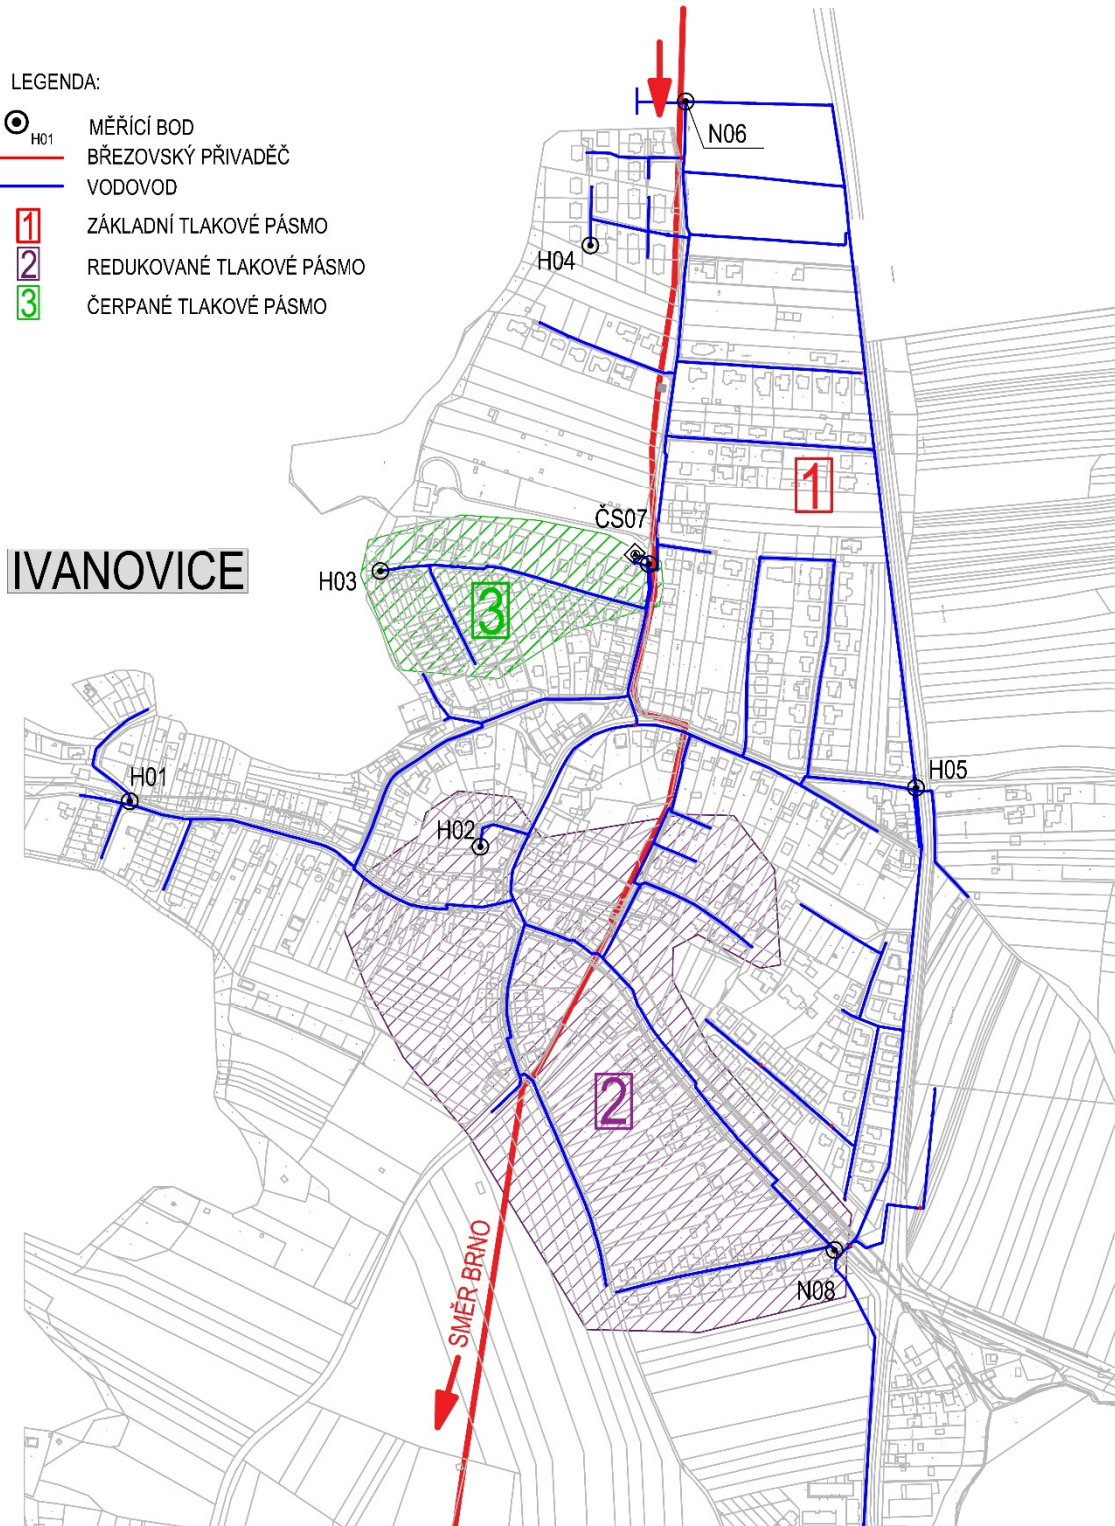 LEGENDA:
H01 MĚŘÍCÍ BOD
BŘEZOVSKÝ PŘIVADĚČ
VODOVOD
1 ZÁKLADNÍ TLAKOVÉ PÁSMO
2 REDUKOVANÉ TLAKOVÉ PÁSMO
3 ČERPANÉ TLAKOVÉ PÁSMO
N06
H04
1
ČS07
IVANOVICE
H03
3
H01
H05
H02
2
N08
SMĚR BRNO